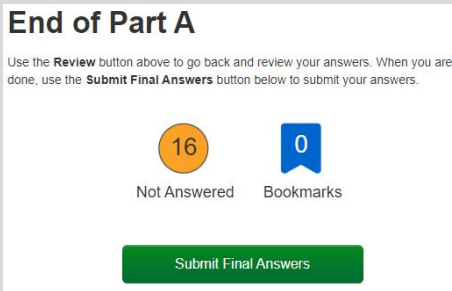 End of Part A
Use the Review button above to go back and review your answers. When you are
done, use the Submit Final Answers button below to submit your answers.
16
0
Not Answered
Bookmarks
Submit Final Answers